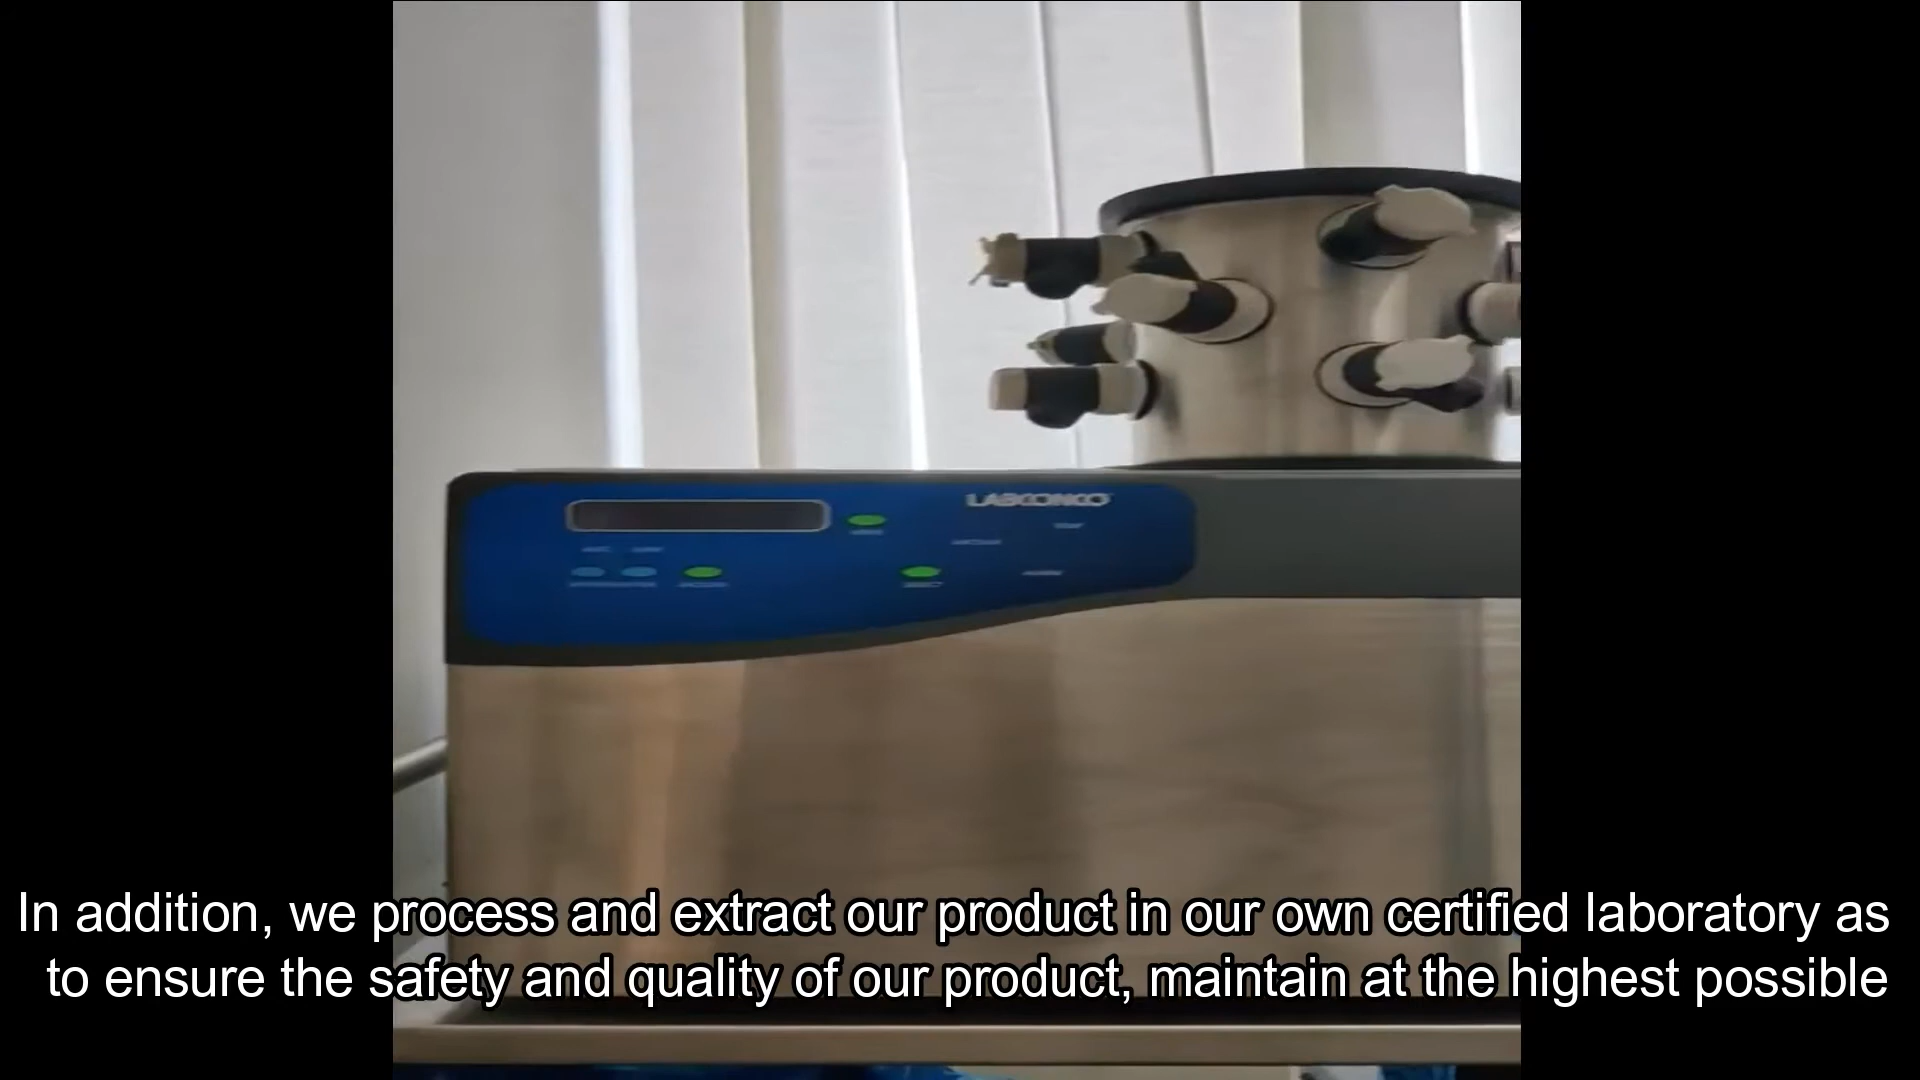 LABCONCO
In addition, we process and extract our product in our own certified laboratory as
to ensure the safety and quality of our product, maintain at the highest possible